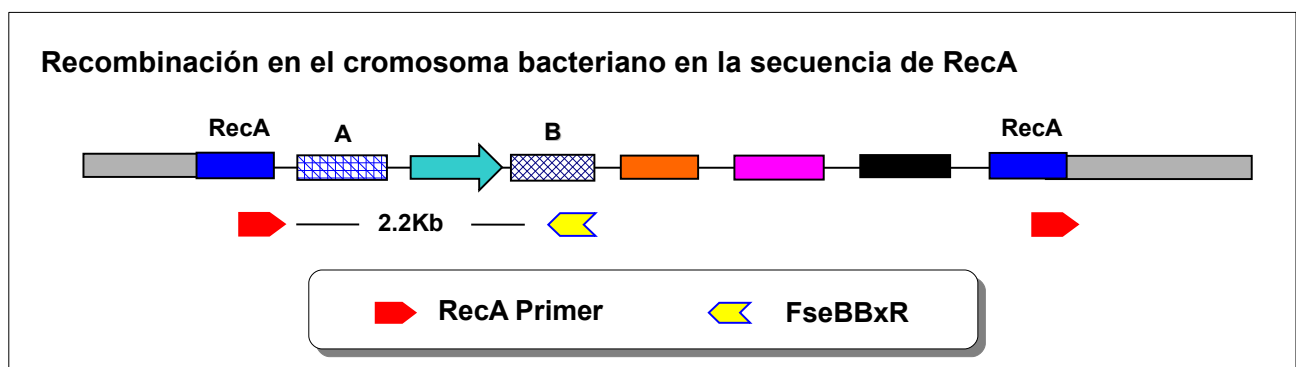 Recombinación en el cromosoma bacteriano en la secuencia de RecA
RecA A B RecA
2.2Kb
RecA Primer FseBBxR